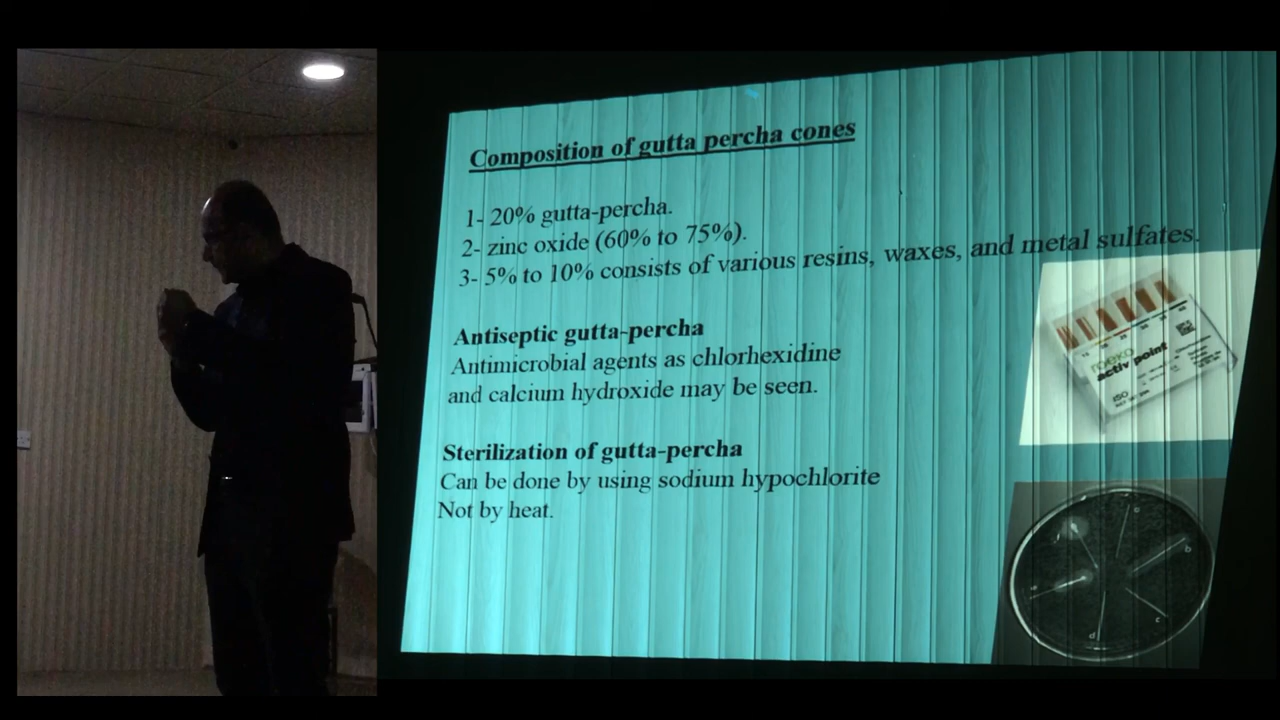 Composition of gutta percha cones
1- 20% gutta-percha.
2- zinc oxide (60% to 75%).
3- 5% to 10% consists of various resins, waxes, and metal sulfates.
Antiseptic gutta-percha
Antimicrobial agents as chlorhexidine
and calcium hydroxide may be seen.
Sterilization of gutta-percha
Can be done by using sodium hypochlorite
Not by heat.
roeko
activ point
ISO
a
b
c
d